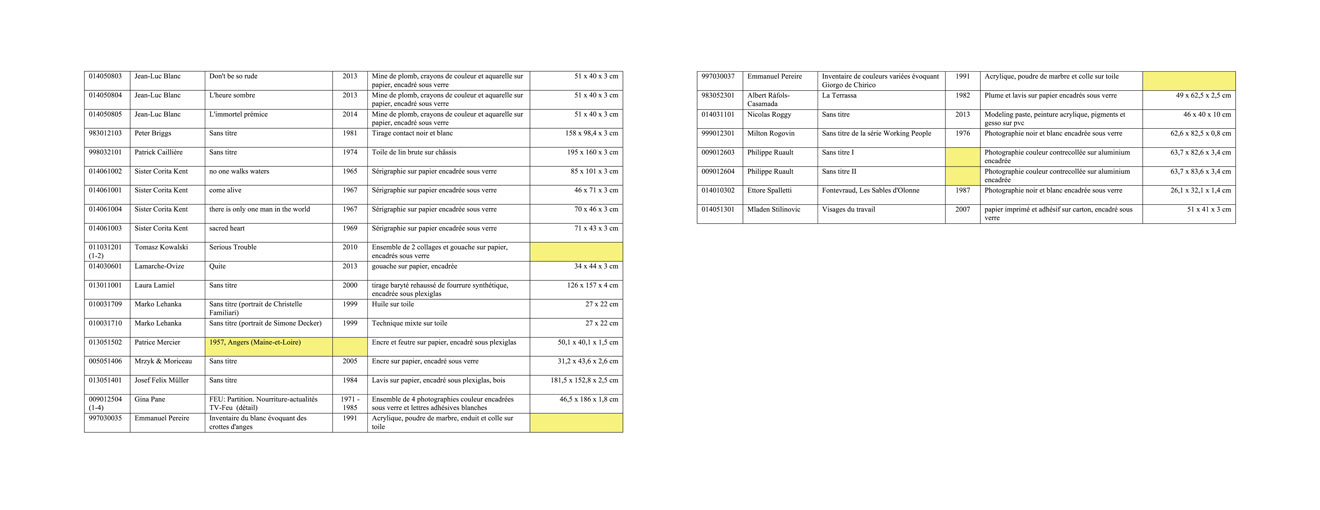 014050803 Jean-Luc Blanc Don't be so rude 2013 Mine de plomb, crayons de couleur et aquarelle sur 51 x 40 x 3 cm
papier, encadré sous verre
014050804 Jean-Luc Blanc L'heure sombre 2013 Mine de plomb, crayons de couleur et aquarelle sur 51 x 40 x 3 cm
papier, encadré sous verre
014050805 Jean-Luc Blanc L'immortel prémice 2014 Mine de plomb, crayons de couleur et aquarelle sur 51 x 40 x 3 cm
papier, encadré sous verre
983012103 Peter Briggs Sans titre 1981 Tirage contact noir et blanc 158 x 98,4 x 3 cm
998032101 Patrick Caillière Sans titre 1974 Toile de lin brute sur châssis 195 x 160 x 3 cm
014061002 Sister Corita Kent no one walks waters 1965 Sérigraphie sur papier encadrée sous verre 85 x 101 x 3 cm
014061001 Sister Corita Kent come alive 1967 Sérigraphie sur papier encadrée sous verre 46 x 71 x 3 cm
014061004 Sister Corita Kent there is only one man in the world 1967 Sérigraphie sur papier encadrée sous verre 70 x 46 x 3 cm
014061003 Sister Corita Kent sacred heart 1969 Sérigraphie sur papier encadrée sous verre 71 x 43 x 3 cm
011031201 Tomasz Kowalski Serious Trouble 2010 Ensemble de 2 collages et gouache sur papier,
(1-2) encadrés sous verre
014030601 Lamarche-Ovize Quite 2013 gouache sur papier, encadrée 34 x 44 x 3 cm
013011001 Laura Lamiel Sans titre 2000 tirage baryté rehaussé de fourrure synthétique, 126 x 157 x 4 cm
encadrée sous plexiglas
010031709 Marko Lehanka Sans titre (portrait de Christelle 1999 Huile sur toile 27 x 22 cm
Familiari)
010031710 Marko Lehanka Sans titre (portrait de Simone Decker) 1999 Technique mixte sur toile 27 x 22 cm
013051502 Patrice Mercier 1957, Angers (Maine-et-Loire) Encre et feutre sur papier, encadré sous plexiglas 50,1 x 40,1 x 1,5 cm
005051406 Mrzyk & Moriceau Sans titre 2005 Encre sur papier, encadré sous verre 31,2 x 43,6 x 2,6 cm
013051401 Josef Felix Müller Sans titre 1984 Lavis sur papier, encadré sous plexiglas, bois 181,5 x 152,8 x 2,5 cm
009012504 Gina Pane FEU: Partition. Nourriture-actualités 1971 - Ensemble de 4 photographies couleur encadrées 46,5 x 186 x 1,8 cm
(1-4) TV-Feu (détail) 1985 sous verre et lettres adhésives blanches
997030035 Emmanuel Pereire Inventaire du blanc évoquant des 1991 Acrylique, poudre de marbre, enduit et colle sur
crottes d'anges toile
997030037 Emmanuel Pereire Inventaire de couleurs variées évoquant 1991 Acrylique, poudre de marbre et colle sur toile
Giorgo de Chirico
983052301 Albert Ràfols- La Terrassa 1982 Plume et lavis sur papier encadrés sous verre 49 x 62,5 x 2,5 cm
Casamada
014031101 Nicolas Roggy Sans titre 2013 Modeling paste, peinture acrylique, pigments et 46 x 40 x 10 cm
gesso sur pvc
999012301 Milton Rogovin Sans titre de la série Working People 1976 Photographie noir et blanc encadrée sous verre 62,6 x 82,5 x 0,8 cm
009012603 Philippe Ruault Sans titre I Photographie couleur contrecollée sur aluminium 63,7 x 82,6 x 3,4 cm
encadrée
009012604 Philippe Ruault Sans titre II Photographie couleur contrecollée sur aluminium 63,7 x 83,6 x 3,4 cm
encadrée
014010302 Ettore Spalletti Fontevraud, Les Sables d'Olonne 1987 Photographie noir et blanc encadrée sous verre 26,1 x 32,1 x 1,4 cm
014051301 Mladen Stilinovic Visages du travail 2007 papier imprimé et adhésif sur carton, encadré sous 51 x 41 x 3 cm
verre